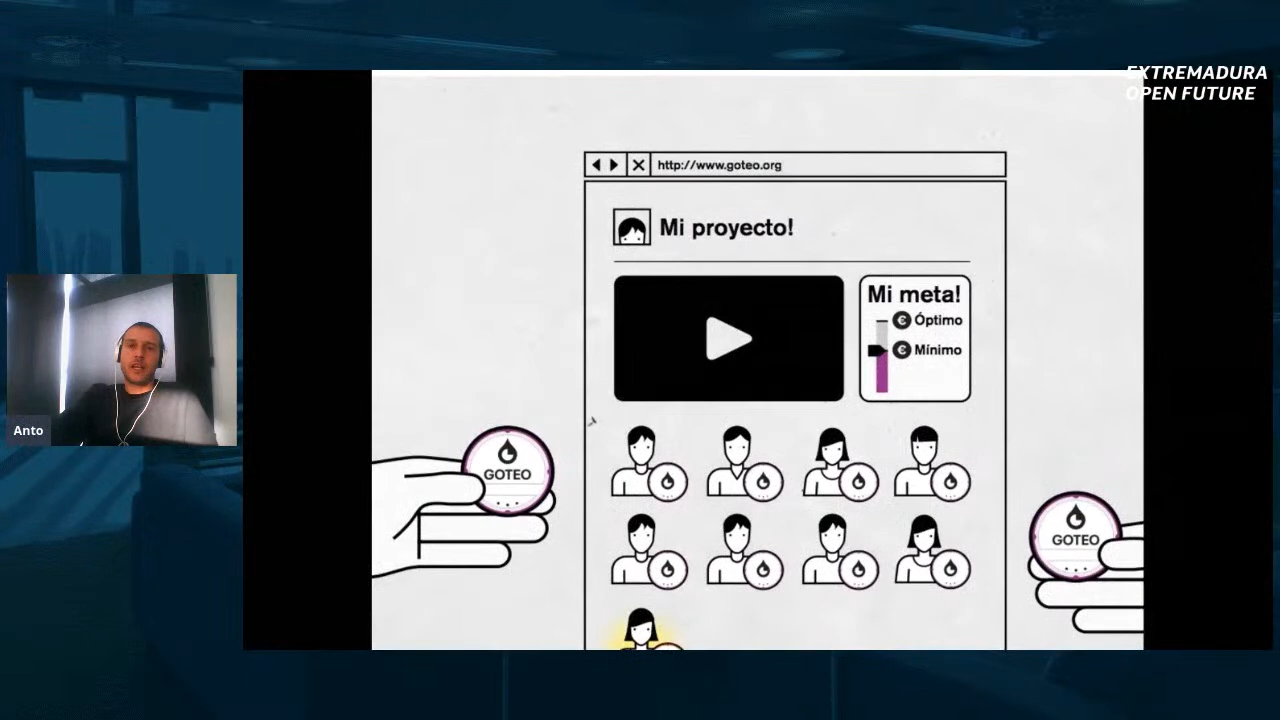 EXTREMADURA
OPEN FUTURE
http://www.goteo.org
Mi proyecto!
Mi meta!
€ Óptimo
€ Mínimo
GOTEO
GOTEO
Anto